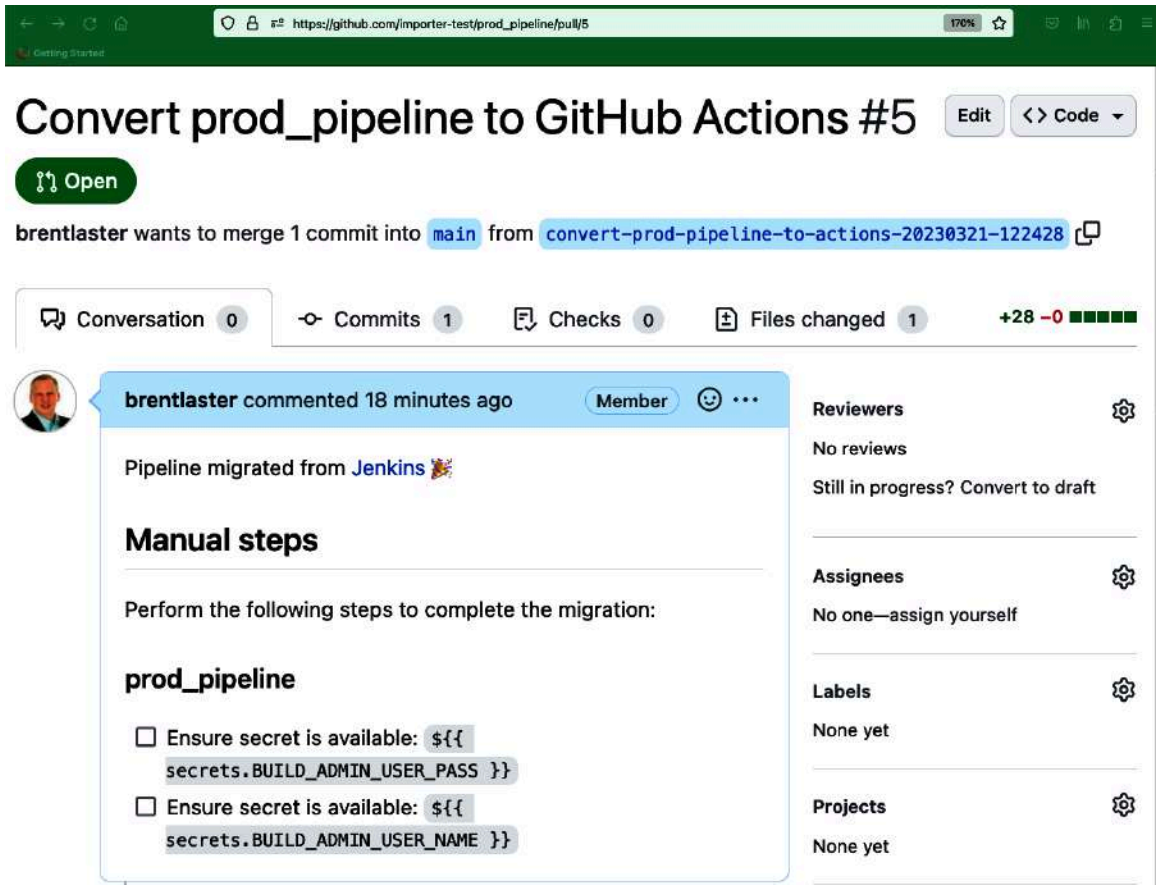 https://github.com/importer-test/prod_pipeline/pull/5
170%
Getting Started
Convert prod_pipeline to GitHub Actions #5
Edit
<> Code
Open
brentlaster wants to merge 1 commit into main from convert-prod-pipeline-to-actions-20230321-122428
Conversation 0
Commits 1
Checks 0
Files changed 1
+28 −0
brentlaster commented 18 minutes ago
Member
Pipeline migrated from Jenkins 🎉
Manual steps
Perform the following steps to complete the migration:
prod_pipeline
Ensure secret is available: ${{
secrets.BUILD_ADMIN_USER_PASS }}
Ensure secret is available: ${{
secrets.BUILD_ADMIN_USER_NAME }}
Reviewers
No reviews
Still in progress? Convert to draft
Assignees
No one—assign yourself
Labels
None yet
Projects
None yet